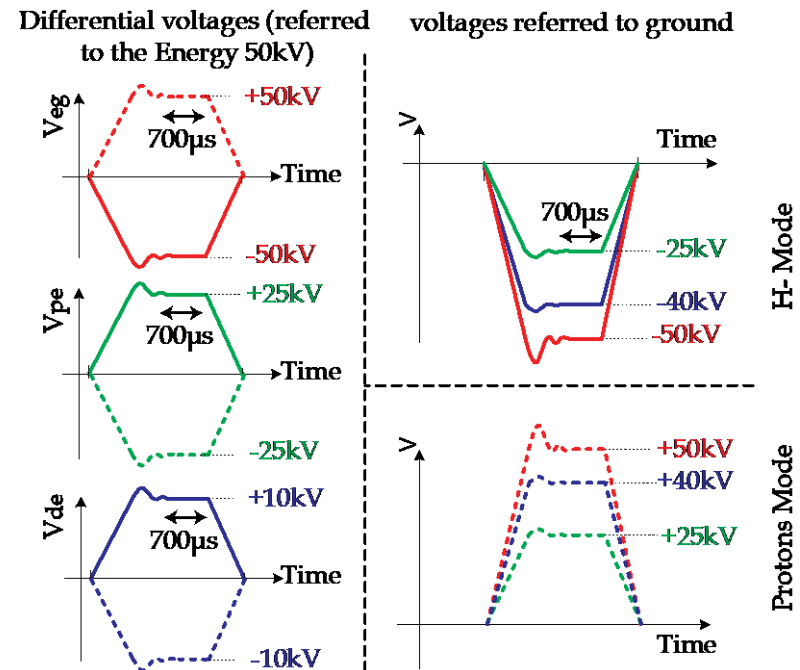 Differential voltages (referred
to the Energy 50kV)
Veg
+50kV
700µs
Time
-50kV
Vpe
+25kV
700µs
Time
-25kV
Vde
+10kV
700µs
Time
-10kV
voltages referred to ground
V
Time
700µs
-25kV
-40kV
-50kV
H- Mode
V
+50kV
+40kV
+25kV
Time
Protons Mode